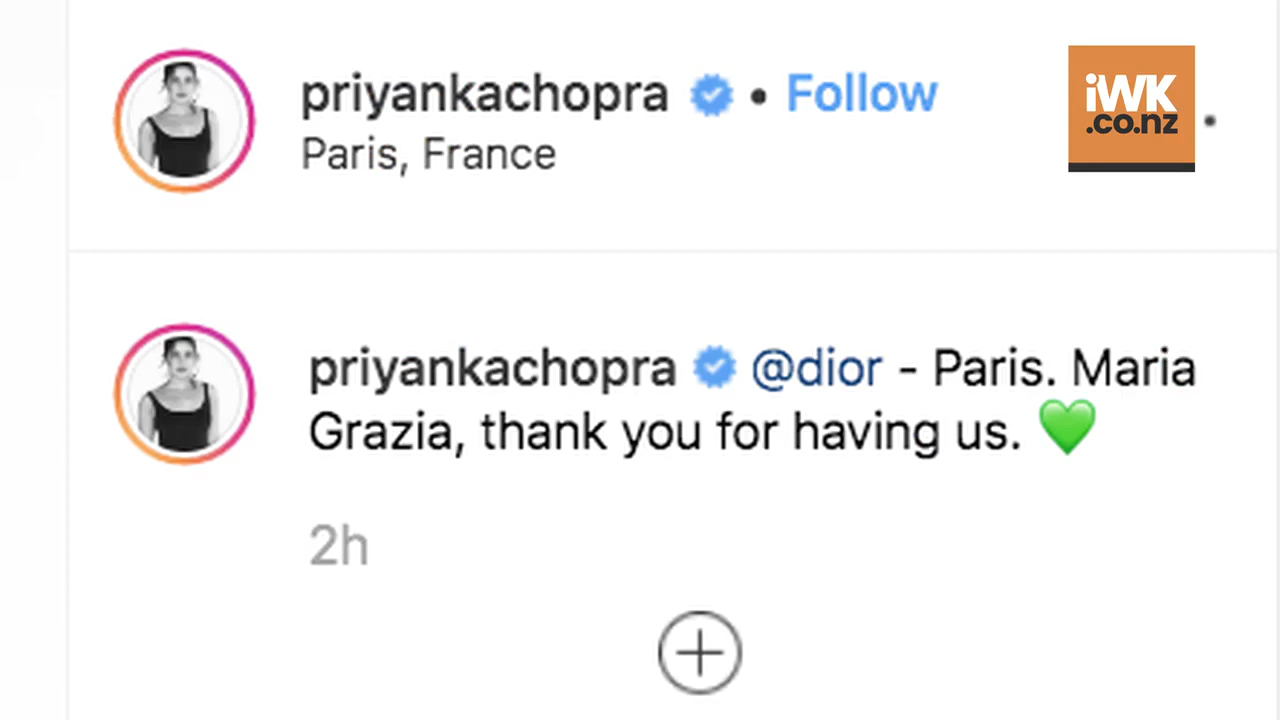 priyankachopra • Follow
Paris, France
iWK
.co.nz
priyankachopra @dior - Paris. Maria
Grazia, thank you for having us. 💚
2h